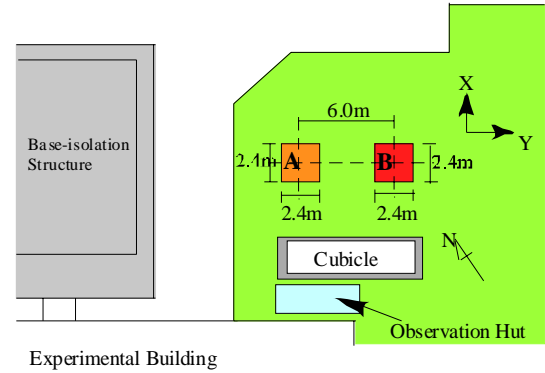 X
6.0m
Y
Base-isolation
Structure
2.4m
A
B
2.4m
2.4m
2.4m
N
Cubicle
Observation Hut
Experimental Building